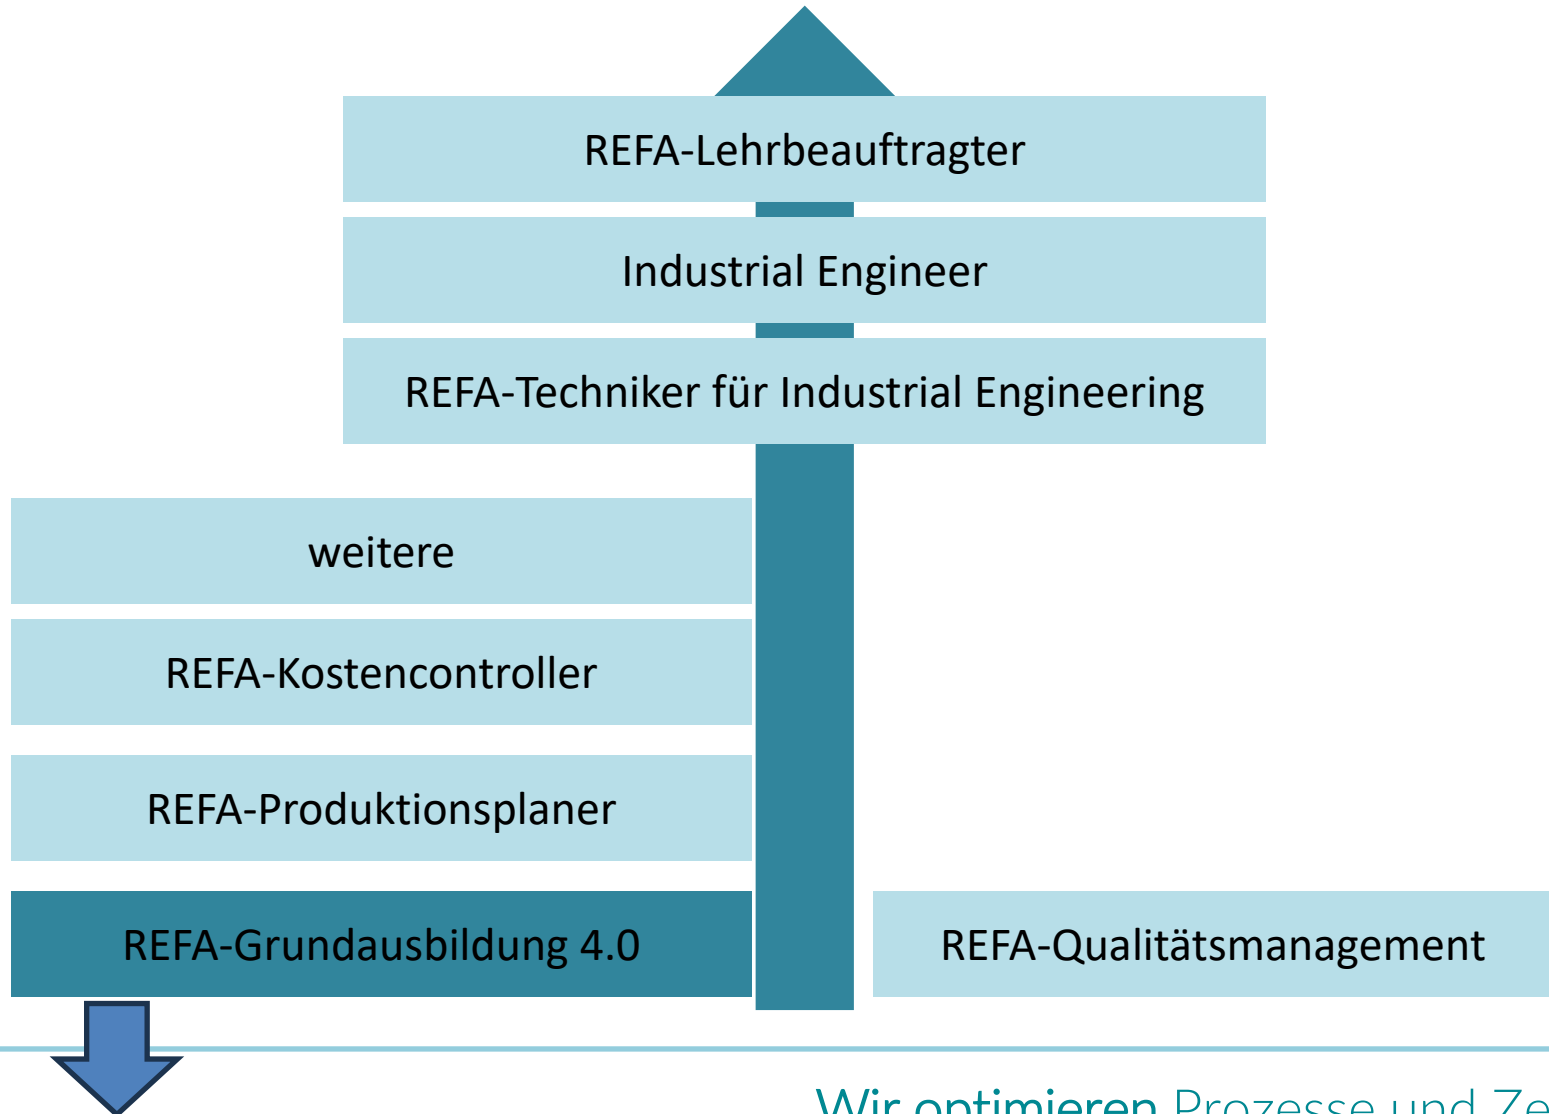 REFA-Lehrbeauftragter
Industrial Engineer
REFA-Techniker für Industrial Engineering
weitere
REFA-Kostencontroller
REFA-Produktionsplaner
REFA-Grundausbildung 4.0
REFA-Qualitätsmanagement
Wir optimieren Prozesse und